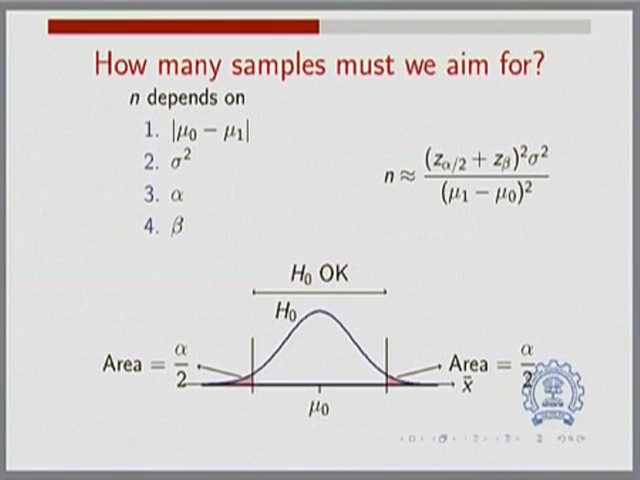 How many samples must we aim for?
n depends on
1. |μ₀ − μ₁|
2. σ²
3. α
4. β
n ≈ (z_{α/2} + z_β)²σ² / (μ₁ − μ₀)²
H₀ OK
H₀
Area = α/2
Area = α/2
x̄
μ₀